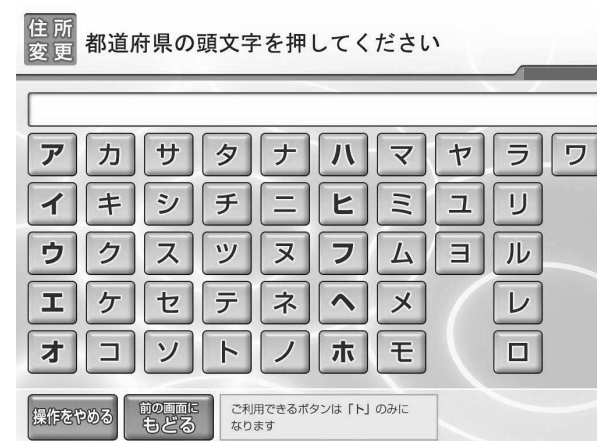 住所
変更
都道府県の頭文字を押してください
ア カ サ タ ナ ハ マ ヤ ラ ワ
イ キ シ チ ニ ヒ ミ ユ リ
ウ ク ス ツ ヌ フ ム ヨ ル
エ ケ セ テ ネ ヘ メ レ
オ コ ソ ト ノ ホ モ ロ
操作をやめる
前の画面に
もどる
ご利用できるボタンは「ト」のみに
なります